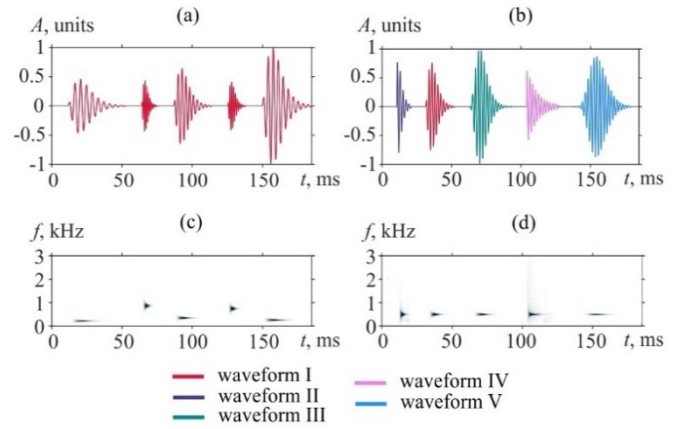 (a)
(b)
A, units
A, units
1
0.5
0
-0.5
-1
0
50
100
150
t, ms
1
0.5
0
-0.5
-1
0
50
100
150
t, ms
(c)
(d)
f, kHz
f, kHz
3
2
1
0
0
50
100
150
t, ms
3
2
1
0
0
50
100
150
t, ms
waveform I
waveform II
waveform III
waveform IV
waveform V